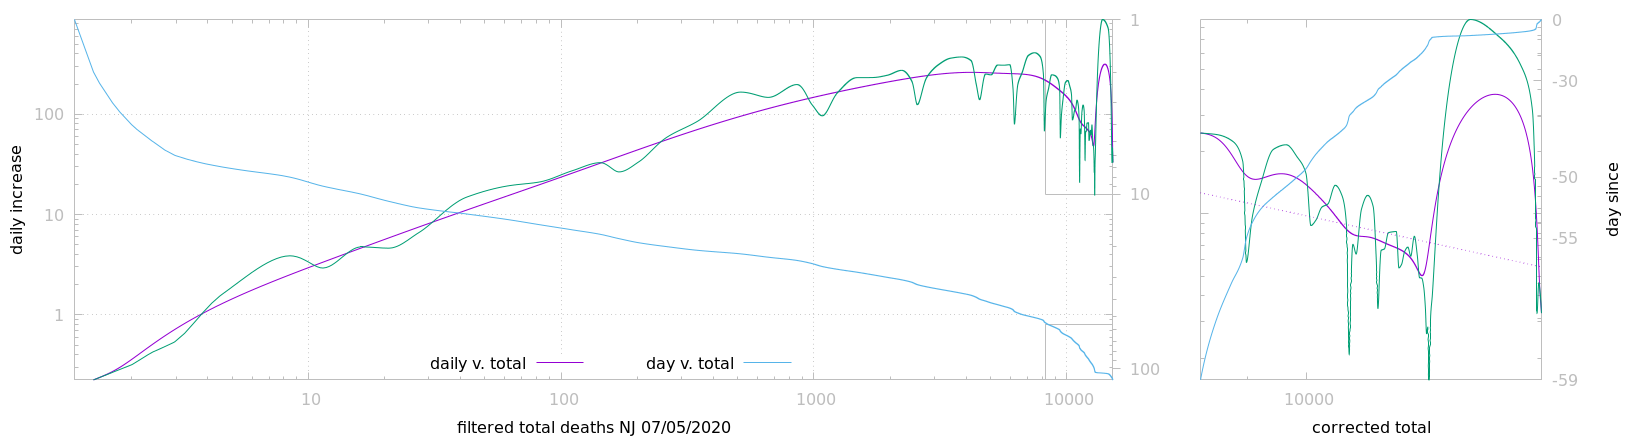 daily increase
100
10
1
daily v. total
day v. total
10
100
1000
10000
filtered total deaths NJ 07/05/2020
1
10
100
0
-30
-50
-55
-59
day since
10000
corrected total